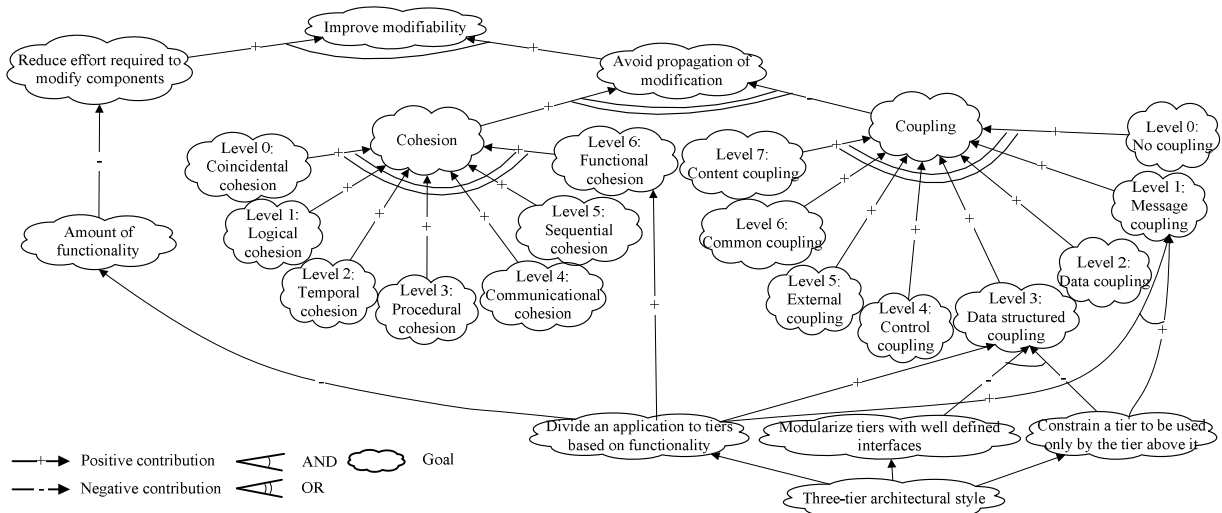 Improve modifiability
Reduce effort required to
modify components
Avoid propagation of
modification
Cohesion
Coupling
Level 0:
No coupling
Level 0:
Coincidental
cohesion
Level 6:
Functional
cohesion
Level 7:
Content coupling
Level 1:
Message
coupling
Amount of
functionality
Level 1:
Logical
cohesion
Level 5:
Sequential
cohesion
Level 6:
Common coupling
Level 2:
Temporal
cohesion
Level 3:
Procedural
cohesion
Level 4:
Communicational
cohesion
Level 5:
External
coupling
Level 4:
Control
coupling
Level 3:
Data structured
coupling
Level 2:
Data coupling
Divide an application to tiers
based on functionality
Modularize tiers with well defined
interfaces
Constrain a tier to be used
only by the tier above it
Three-tier architectural style
Positive contribution
AND
Goal
Negative contribution
OR